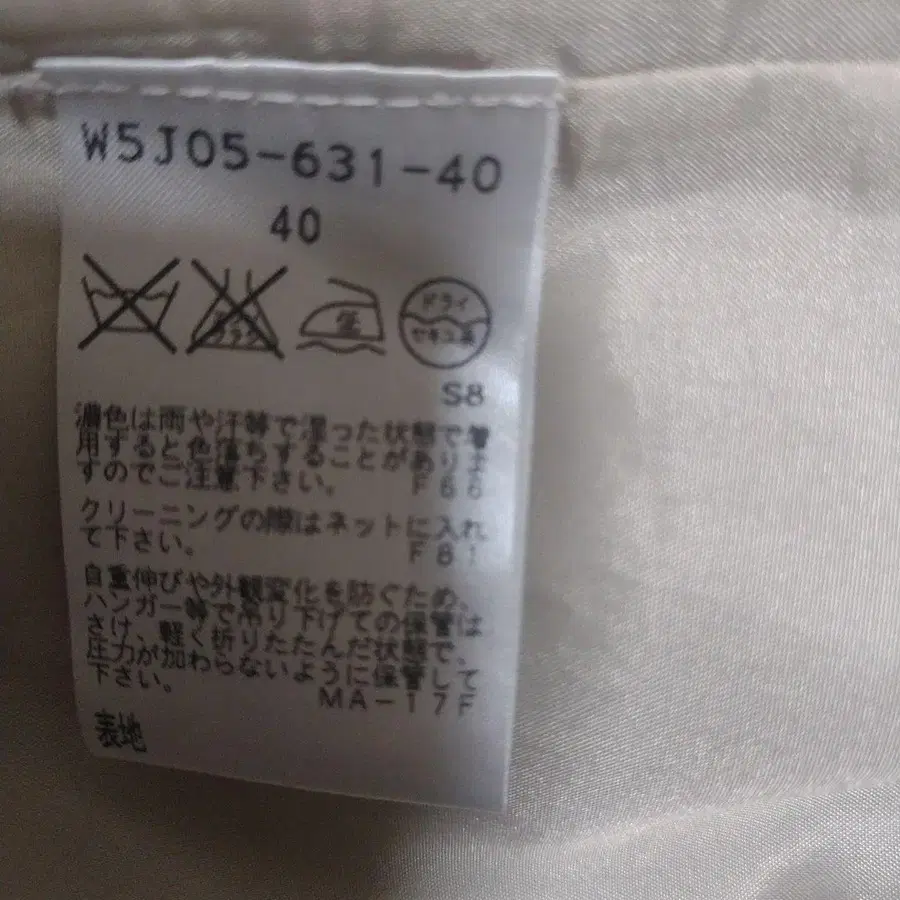 W5J05-631-40
40
ドライ
セキユ系
S8
濃色は雨や汗等で湿った状態で着
用すると色落ちすることがありま
すのでご注意下さい。 F66
クリーニングの際はネットに入れ
て下さい。 F81
自重伸びや外観変化を防ぐため、
ハンガー等で吊り下げての保管は
さけ、軽く折りたたんだ状態で、
圧力が加わらないように保管して
下さい。 MA-17F
表地